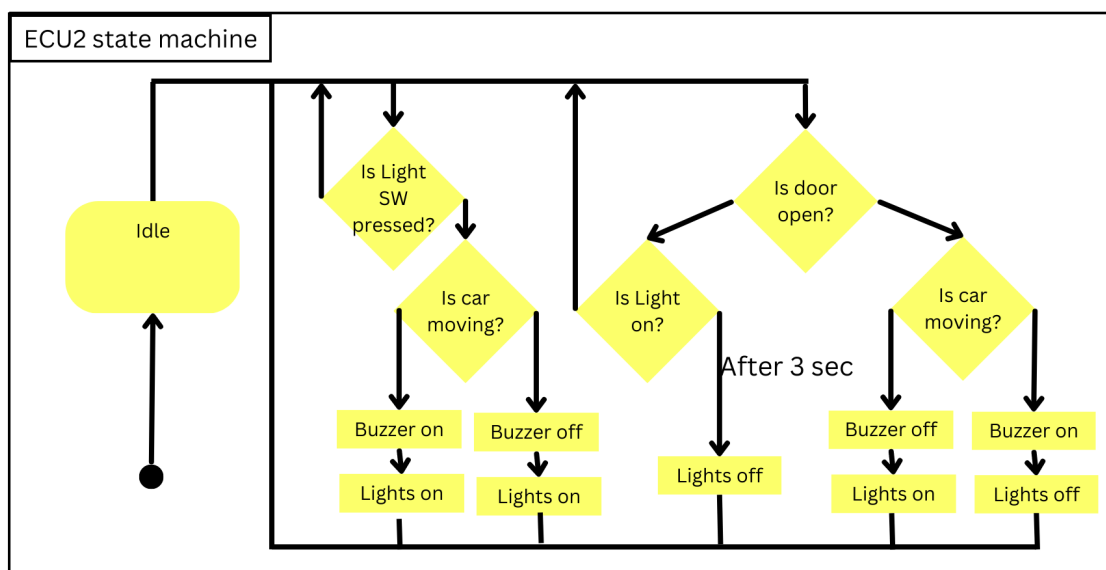 ECU2 state machine
Idle
Is Light
SW
pressed?
Is door
open?
Is car
moving?
Is Light
on?
Is car
moving?
After 3 sec
Buzzer on
Buzzer off
Buzzer off
Buzzer on
Lights on
Lights on
Lights off
Lights on
Lights off